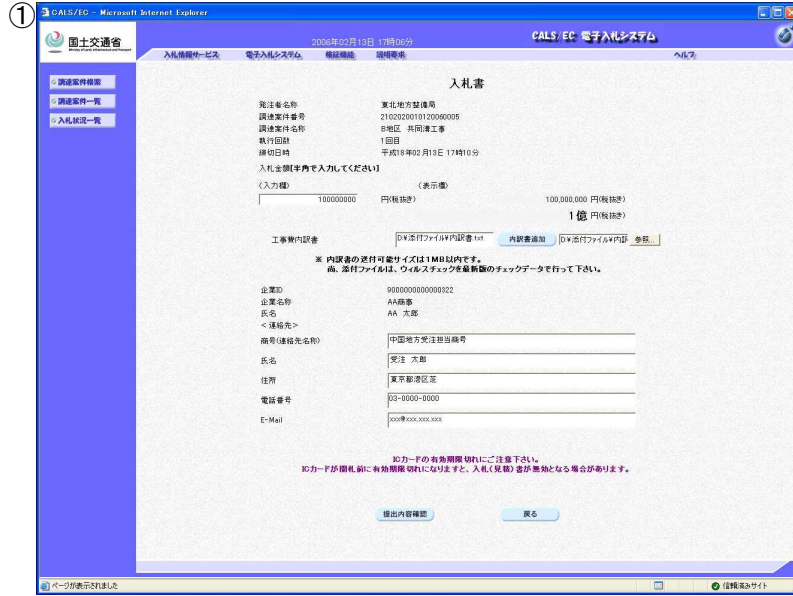 ①
CALS/EC - Microsoft Internet Explorer
国土交通省
2006年02月13日 17時06分
CALS/EC 電子入札システム
入札情報サービス 電子入札システム 検証機能 説明要求 ヘルプ
調達案件検索
調達案件一覧
入札状況一覧
入札書
発注者名称 東北地方整備局
調達案件番号 2102020010120060005
調達案件名称 B地区 共同溝工事
執行回数 1回目
締切日時 平成18年02月13日 17時10分
入札金額[半角で入力してください]
(入力欄) (表示欄)
100000000 円(税抜き) 100,000,000 円(税抜き)
1億 円(税抜き)
工事費内訳書 D:¥添付ファイル¥内訳書.txt 内訳書追加 D:¥添付ファイル¥内訳 参照...
※ 内訳書の送付可能サイズは1MB以内です。
尚、添付ファイルは、ウィルスチェックを最新版のチェックデータで行って下さい。
企業ID 9000000000000322
企業名称 AA商事
氏名 AA 太郎
<連絡先>
商号(連絡先名称) 中国地方受注担当商号
氏名 受注 太郎
住所 東京都港区芝
電話番号 03-0000-0000
E-Mail xxx@xxx.xxx.xxx
ICカードの有効期限切れにご注意下さい。
ICカードが開札前に有効期限切れになりますと、入札(見積)書が無効となる場合があります。
提出内容確認 戻る
ページが表示されました 信頼済みサイト